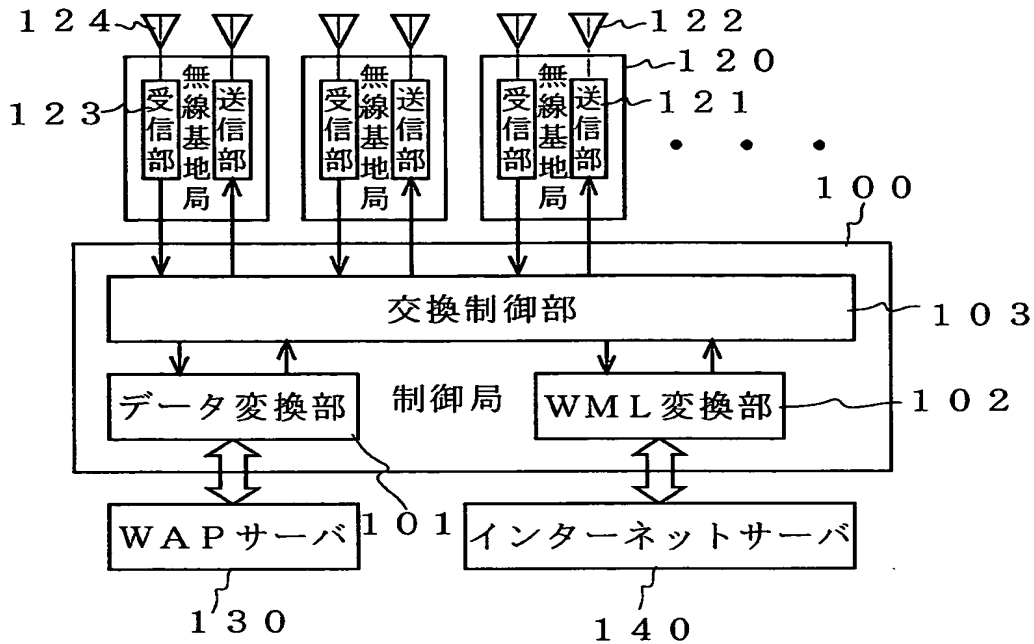 １２４
１２２
１２０
１２３
１２１
受信部
無線基地局
送信部
受信部
無線基地局
送信部
受信部
無線基地局
送信部
・・・
１００
交換制御部
１０３
データ変換部
制御局
ＷＭＬ変換部
１０２
１０１
ＷＡＰサーバ
インターネットサーバ
１３０
１４０